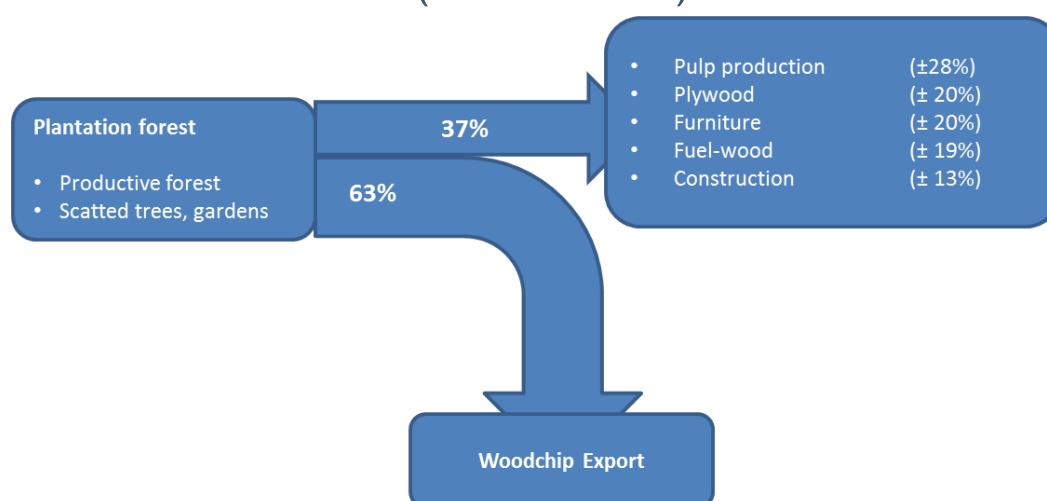 Plantation forest
• Productive forest
• Scatted trees, gardens
37%
63%
• Pulp production (±28%)
• Plywood (± 20%)
• Furniture (± 20%)
• Fuel-wood (± 19%)
• Construction (± 13%)
Woodchip Export